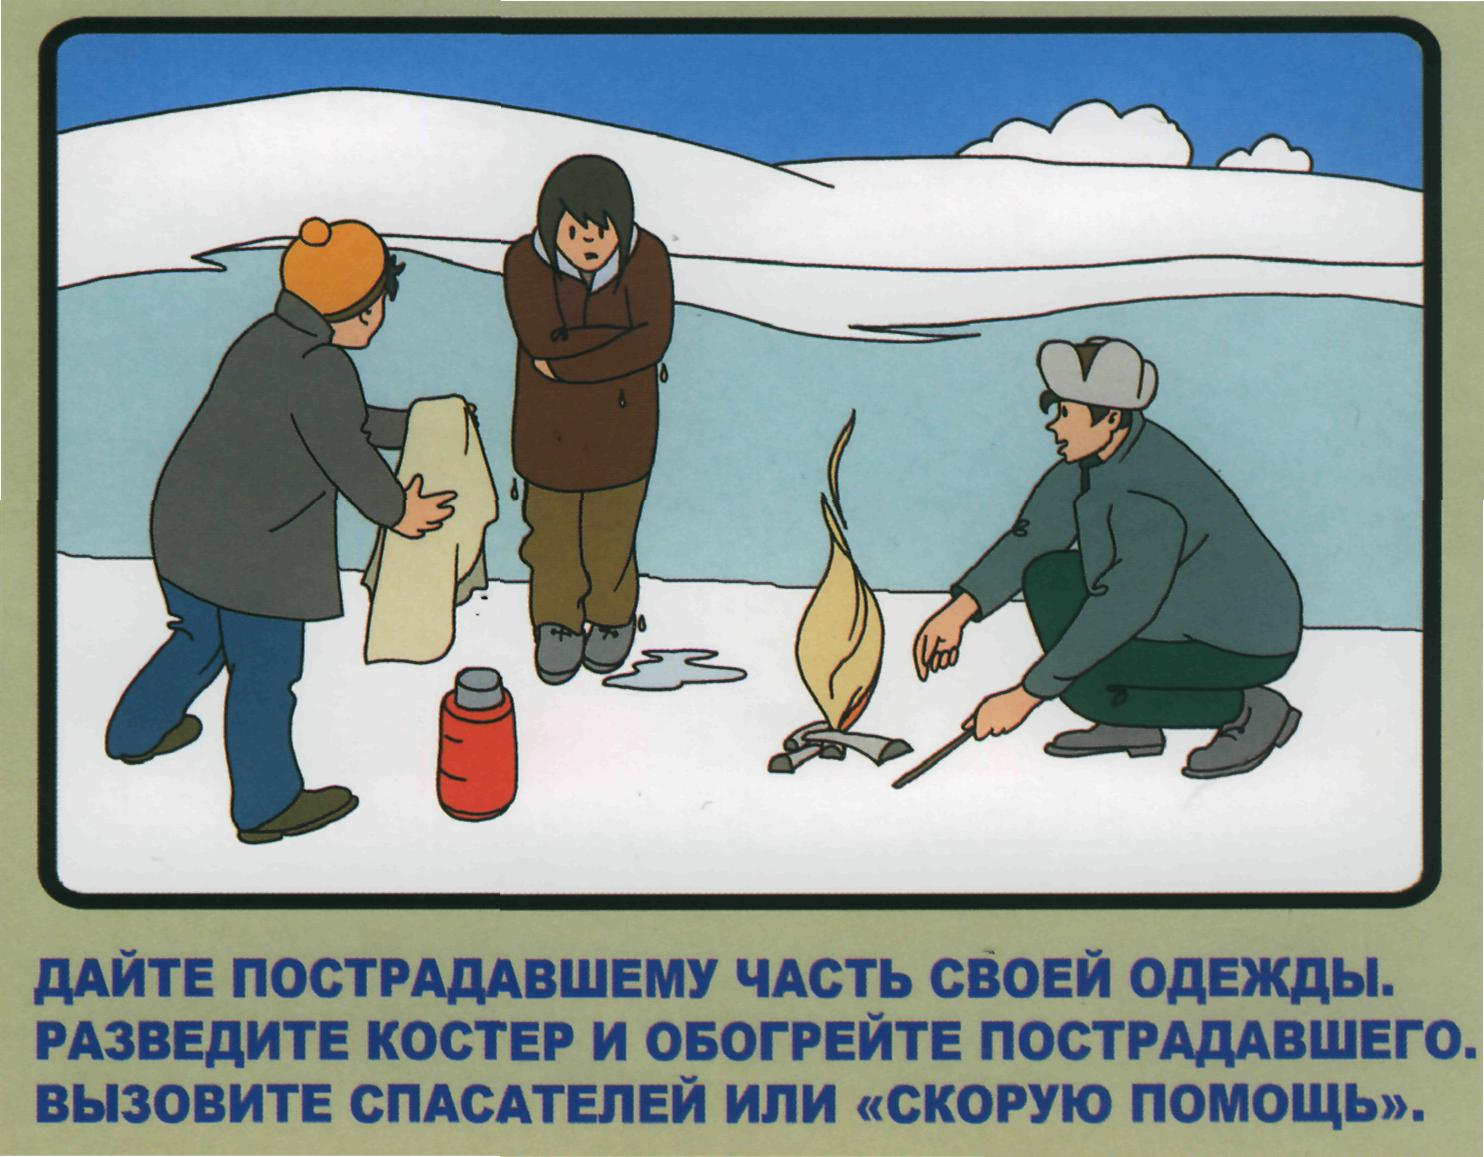 ДАЙТЕ ПОСТРАДАВШЕМУ ЧАСТЬ СВОЕЙ ОДЕЖДЫ.
РАЗВЕДИТЕ КОСТЕР И ОБОГРЕЙТЕ ПОСТРАДАВШЕГО.
ВЫЗОВИТЕ СПАСАТЕЛЕЙ ИЛИ «СКОРУЮ ПОМОЩЬ».